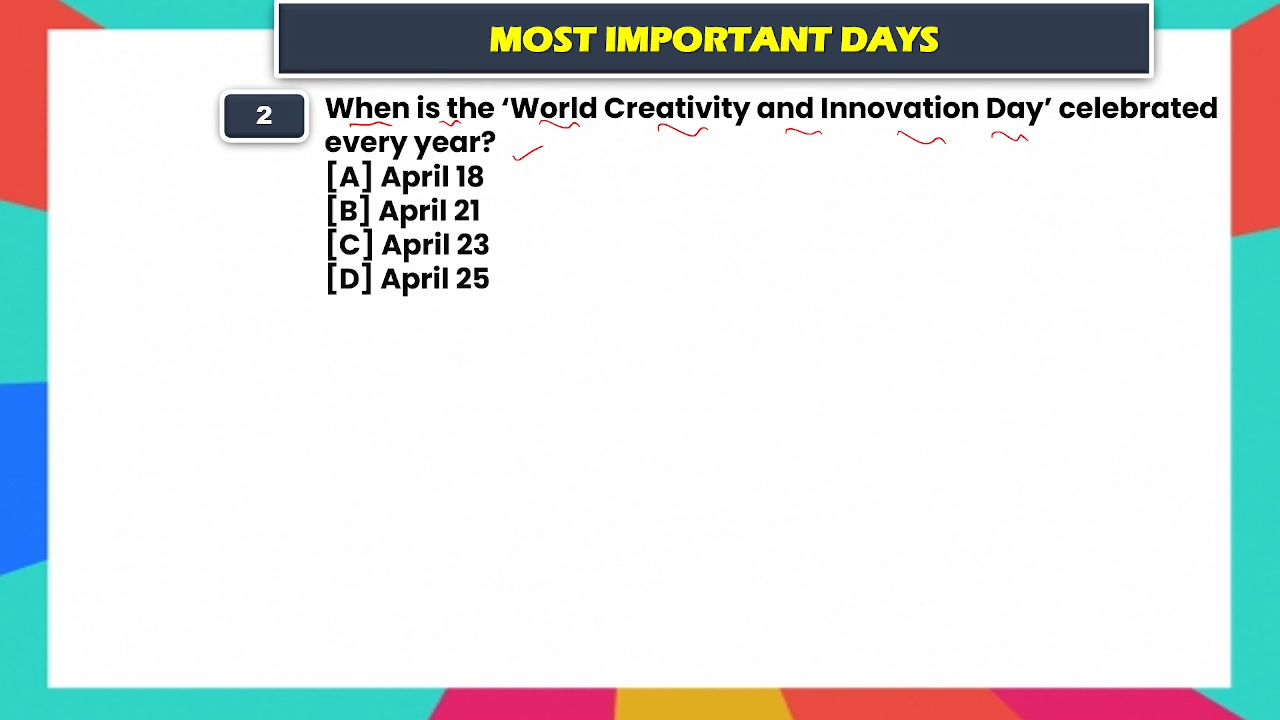 MOST IMPORTANT DAYS
2
When is the ‘World Creativity and Innovation Day’ celebrated
every year?
[A] April 18
[B] April 21
[C] April 23
[D] April 25